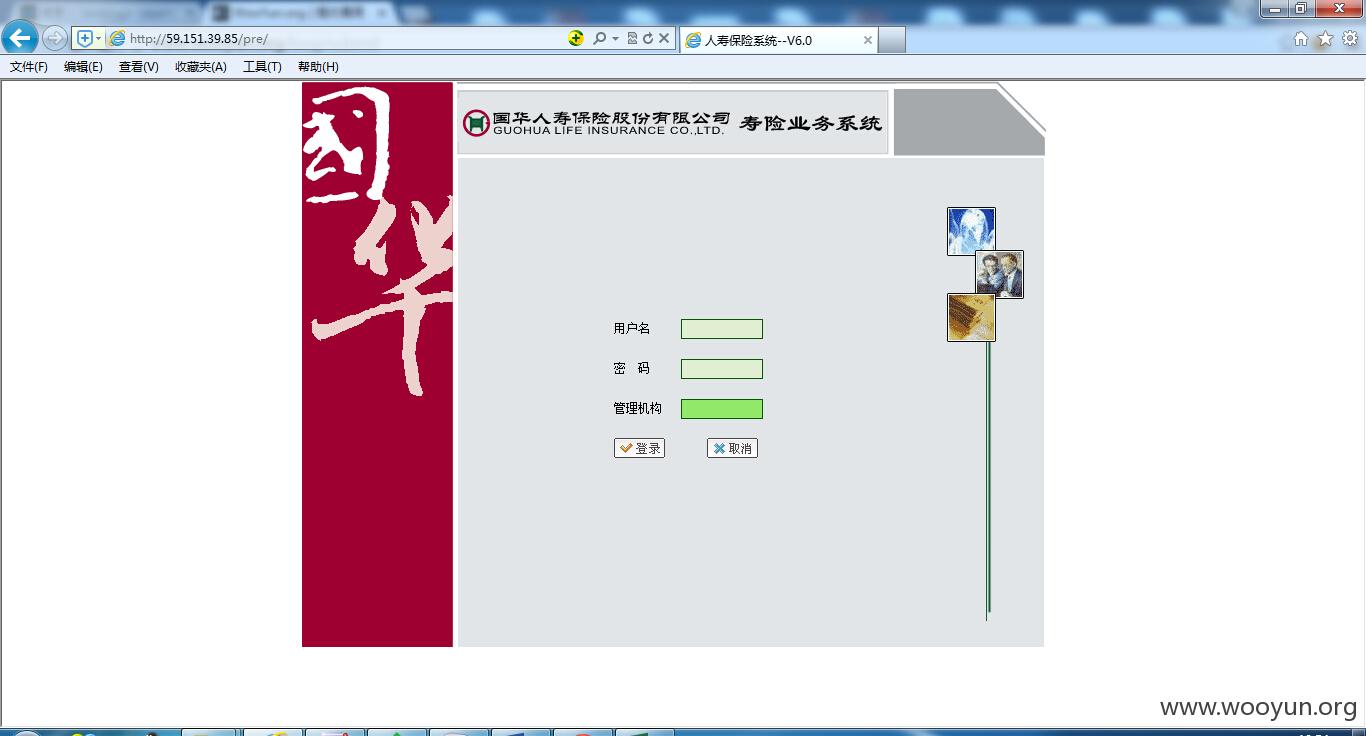 http://59.151.39.85/pre/
人寿保险系统--V6.0
文件(F) 编辑(E) 查看(V) 收藏夹(A) 工具(T) 帮助(H)
國
华
国华人寿保险股份有限公司 寿险业务系统
GUOHUA LIFE INSURANCE CO.,LTD.
用户名
密 码
管理机构
登录 取消
www.wooyun.org